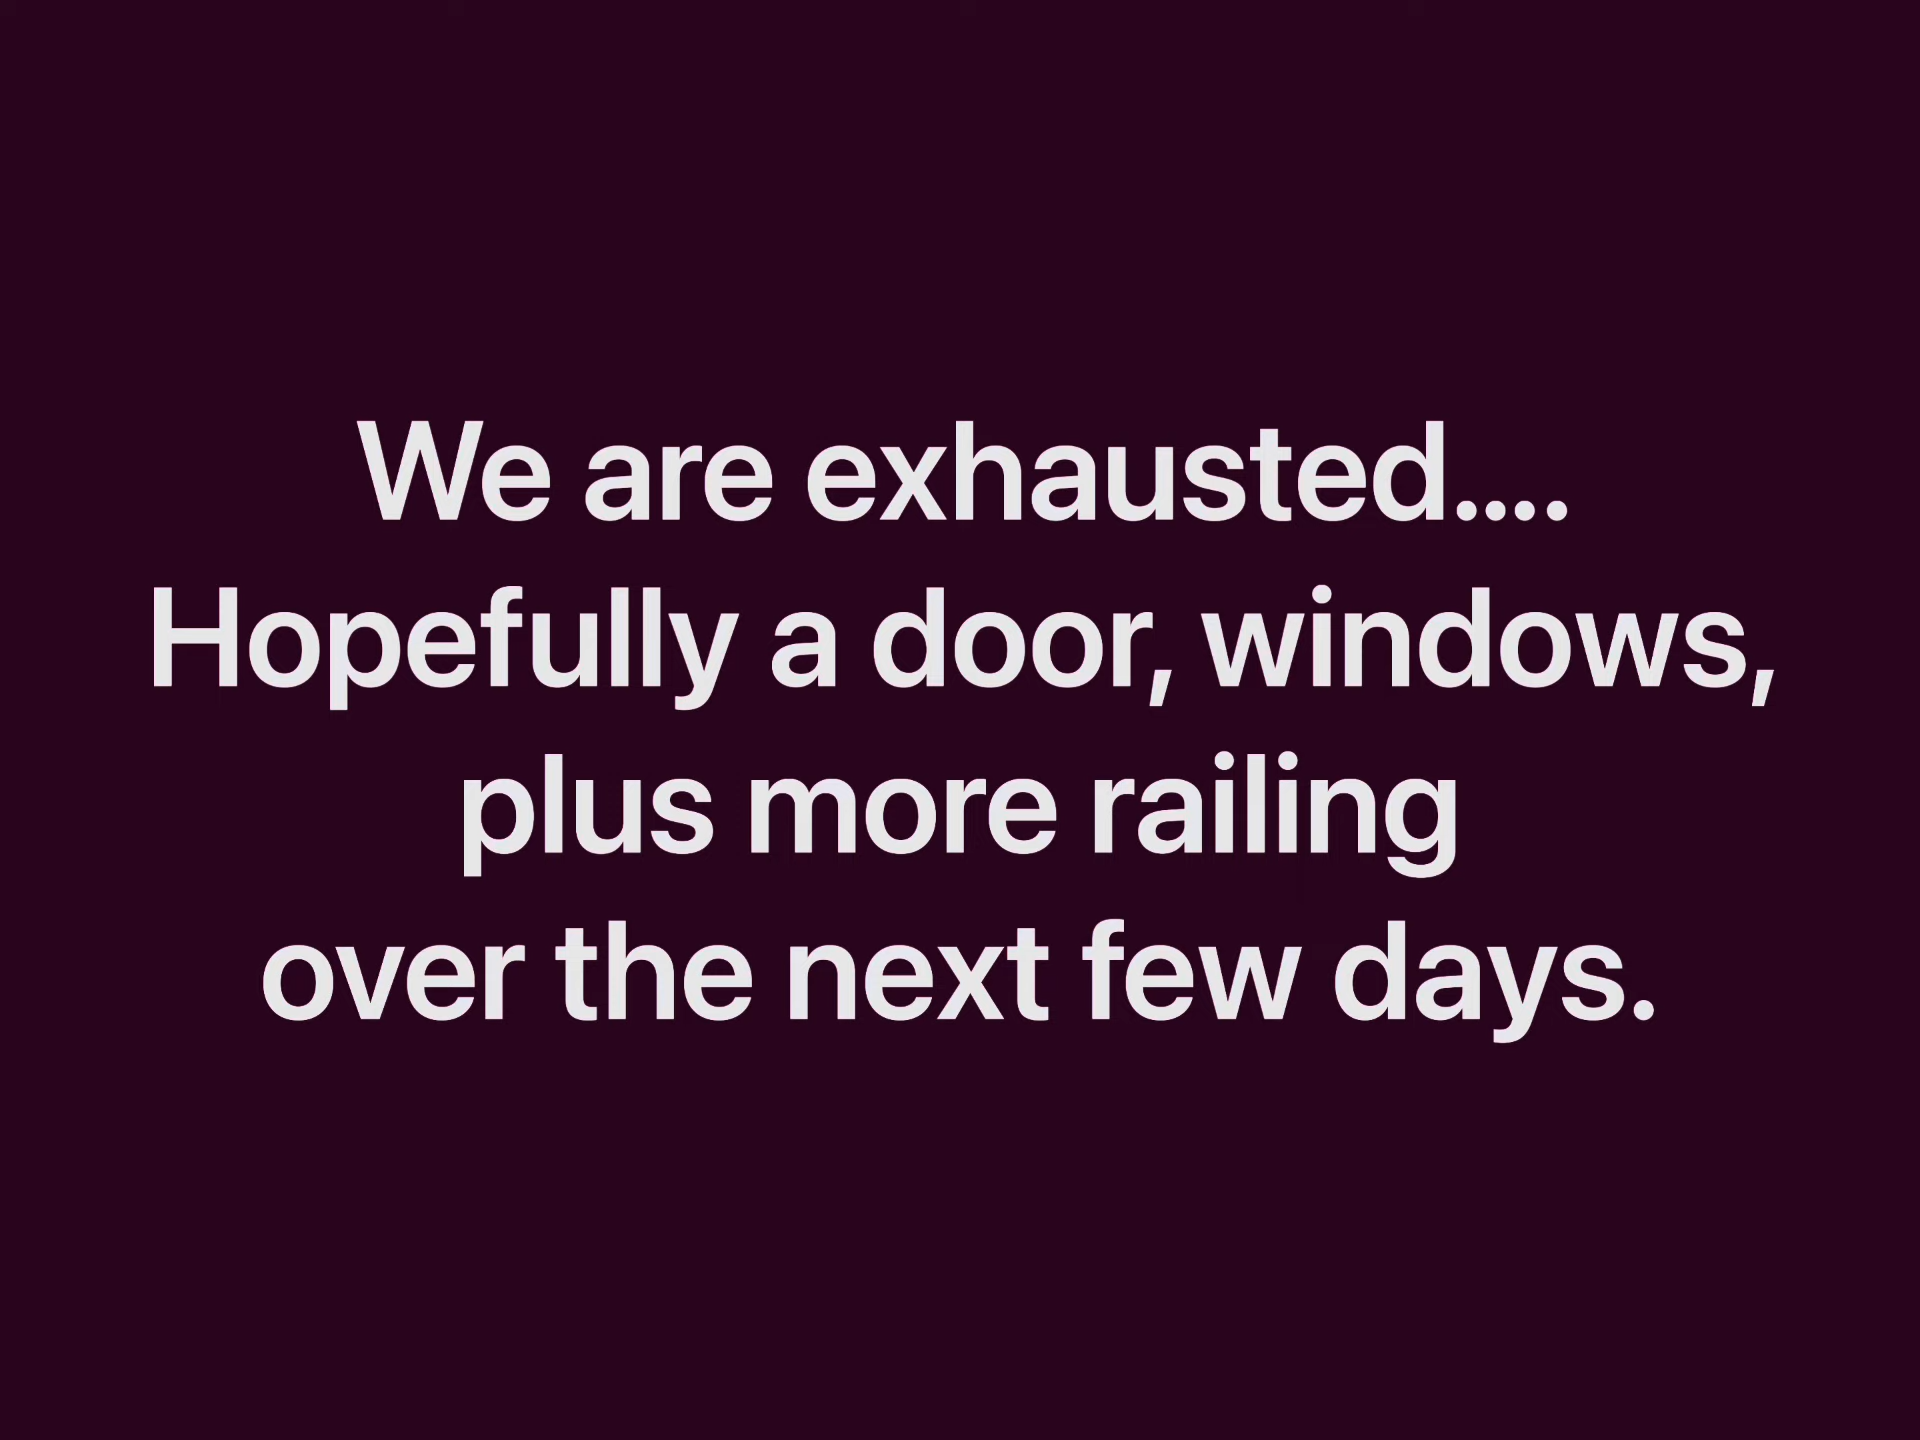 We are exhausted....
Hopefully a door, windows,
plus more railing
over the next few days.